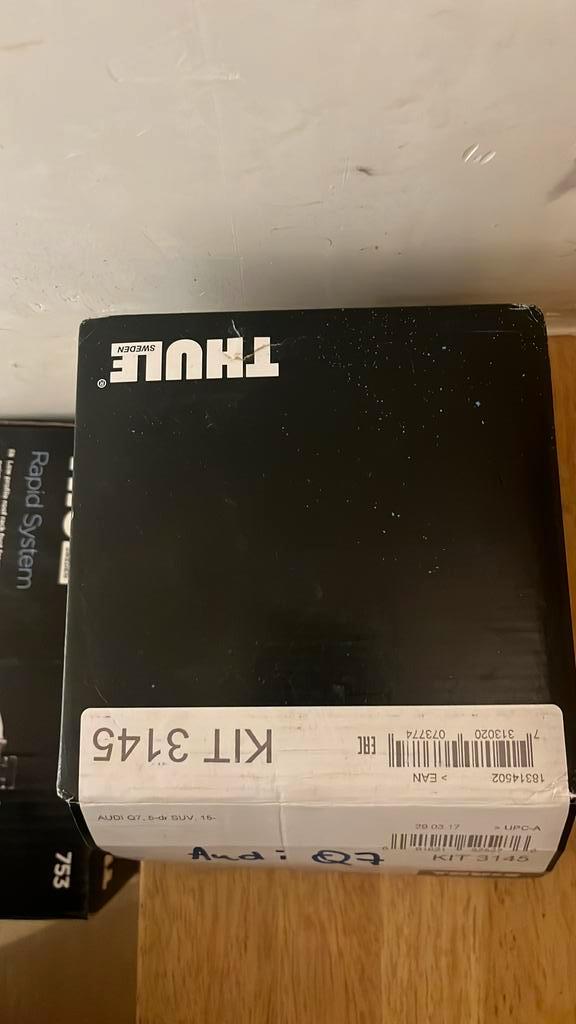 THULE®
SWEDEN
Rapid System
KIT 3145
EAC
7 313020 073774
18314502 > EAN
AUDI Q7, 5-dr SUV, 15-
29.03.17 > UPC-A
Audi Q7
KIT 3145
753